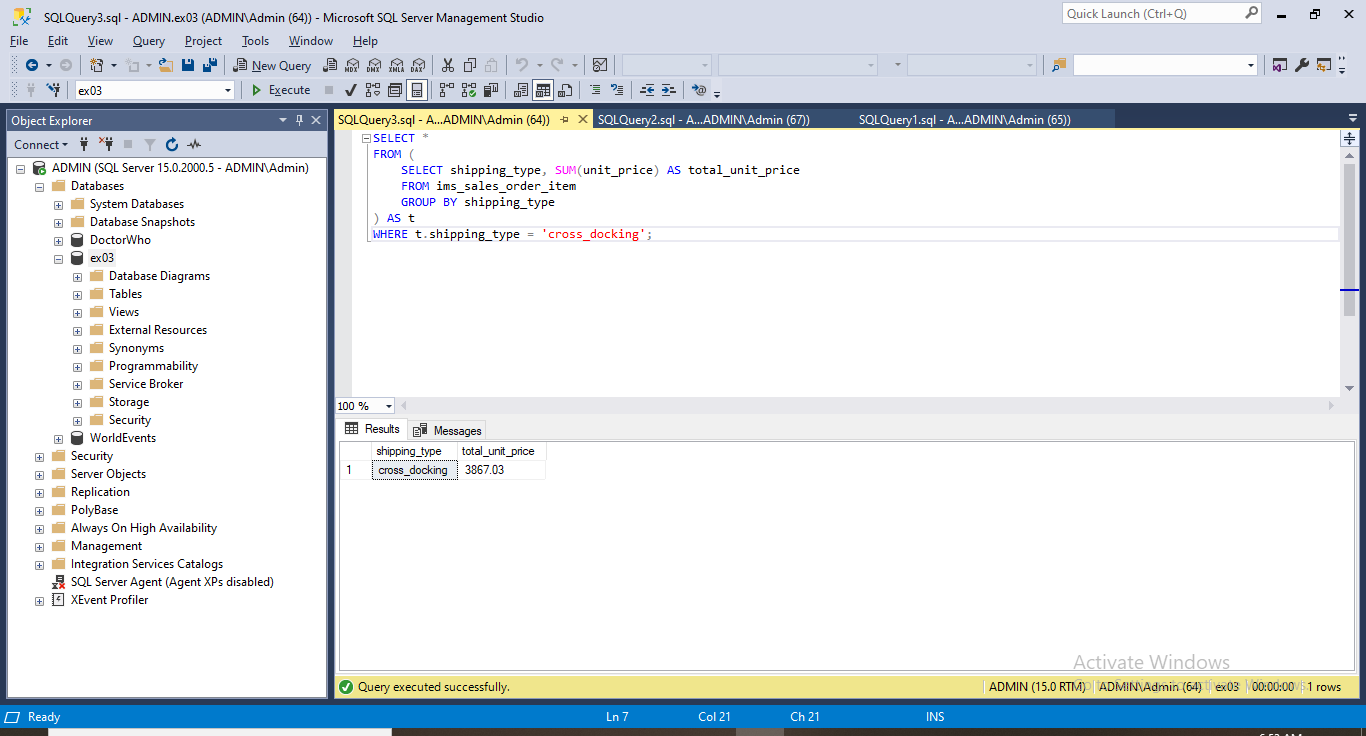 SQLQuery3.sql - ADMIN.ex03 (ADMIN\Admin (64)) - Microsoft SQL Server Management Studio
Quick Launch (Ctrl+Q)
File Edit View Query Project Tools Window Help
New Query
MDX DMX XMLA DAX
ex03
Execute
Object Explorer
Connect
ADMIN (SQL Server 15.0.2000.5 - ADMIN\Admin)
Databases
System Databases
Database Snapshots
DoctorWho
ex03
Database Diagrams
Tables
Views
External Resources
Synonyms
Programmability
Service Broker
Storage
Security
WorldEvents
Security
Server Objects
Replication
PolyBase
Always On High Availability
Management
Integration Services Catalogs
SQL Server Agent (Agent XPs disabled)
XEvent Profiler
SQLQuery3.sql - A...ADMIN\Admin (64)) SQLQuery2.sql - A...ADMIN\Admin (67)) SQLQuery1.sql - A...ADMIN\Admin (65))
SELECT *
FROM (
SELECT shipping_type, SUM(unit_price) AS total_unit_price
FROM ims_sales_order_item
GROUP BY shipping_type
) AS t
WHERE t.shipping_type = 'cross_docking';
100 %
Results Messages
shipping_type total_unit_price
1 cross_docking 3867.03
Activate Windows
Query executed successfully.
ADMIN (15.0 RTM) ADMIN\Admin (64) ex03 00:00:00 1 rows
Ready Ln 7 Col 21 Ch 21 INS